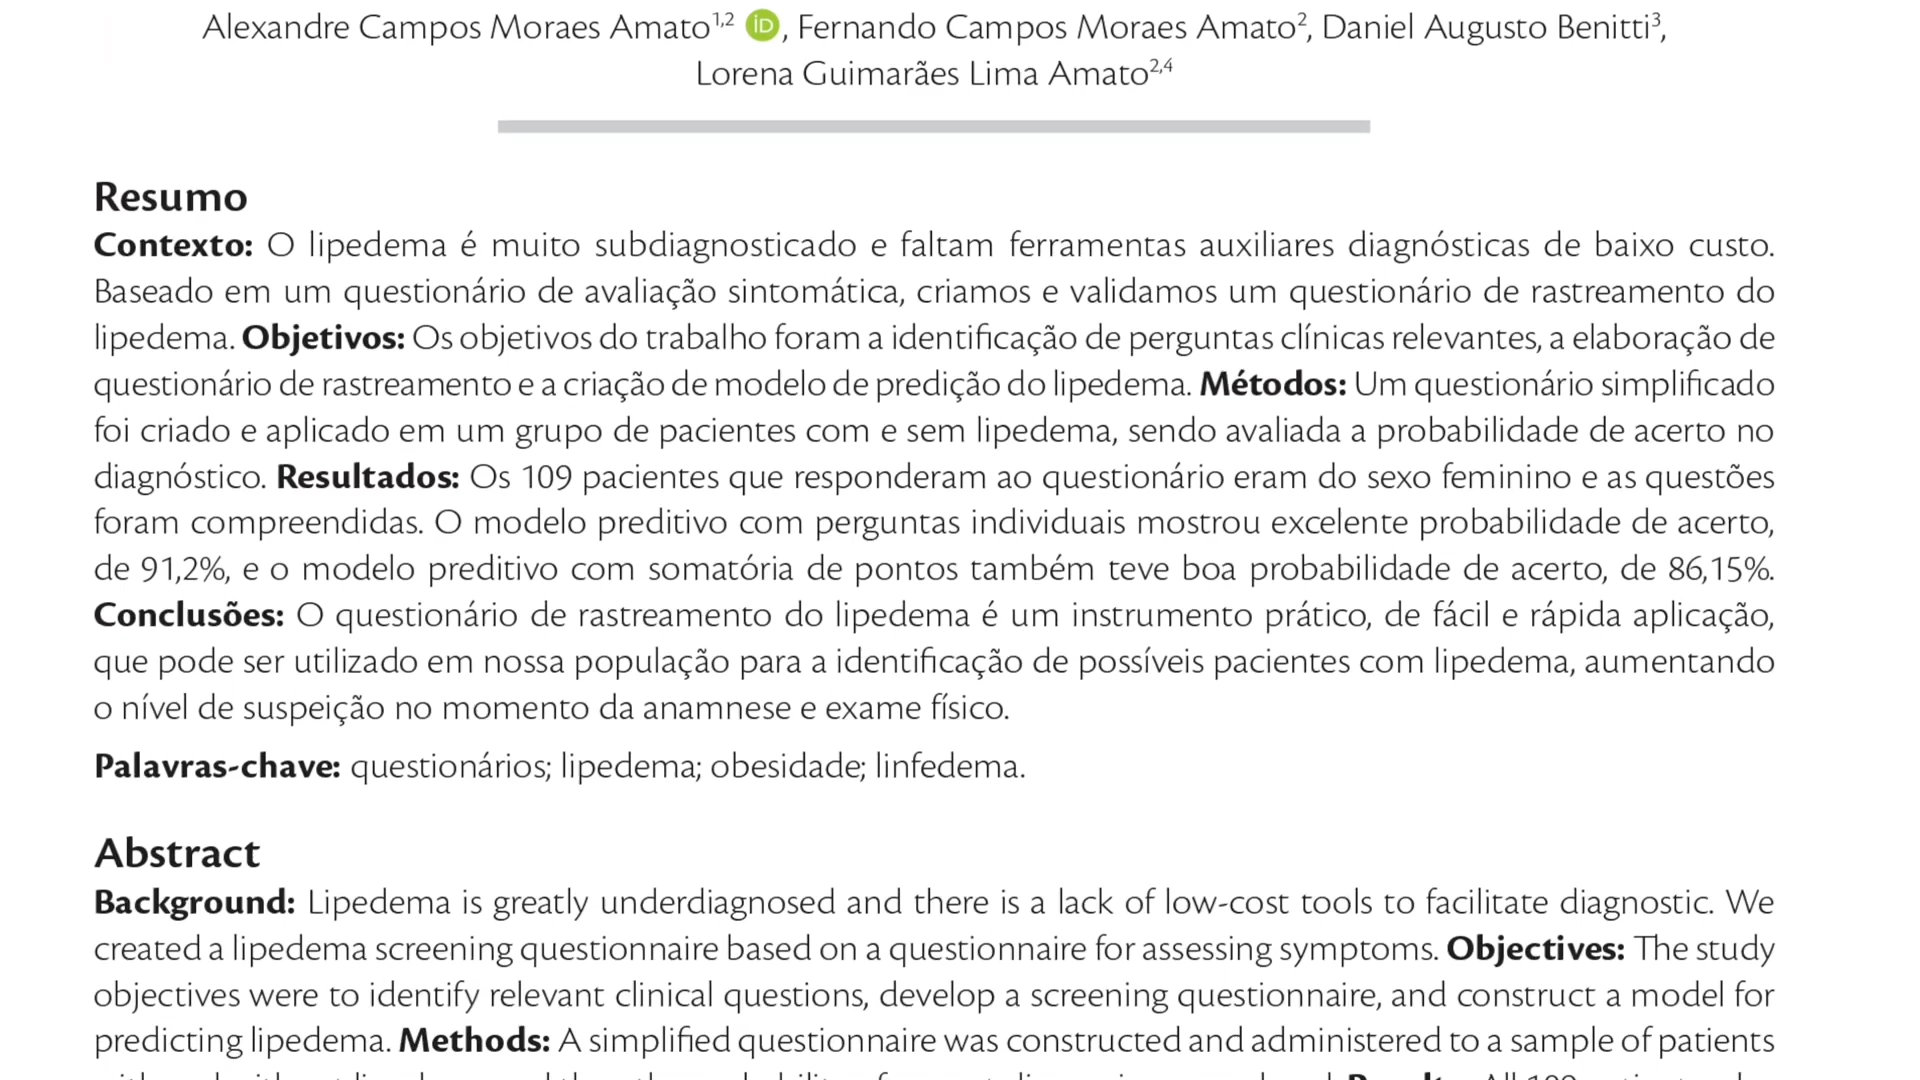 Alexandre Campos Moraes Amato1,2 iD, Fernando Campos Moraes Amato2, Daniel Augusto Benitti3,
Lorena Guimarães Lima Amato2,4
Resumo
Contexto: O lipedema é muito subdiagnosticado e faltam ferramentas auxiliares diagnósticas de baixo custo.
Baseado em um questionário de avaliação sintomática, criamos e validamos um questionário de rastreamento do
lipedema. Objetivos: Os objetivos do trabalho foram a identificação de perguntas clínicas relevantes, a elaboração de
questionário de rastreamento e a criação de modelo de predição do lipedema. Métodos: Um questionário simplificado
foi criado e aplicado em um grupo de pacientes com e sem lipedema, sendo avaliada a probabilidade de acerto no
diagnóstico. Resultados: Os 109 pacientes que responderam ao questionário eram do sexo feminino e as questões
foram compreendidas. O modelo preditivo com perguntas individuais mostrou excelente probabilidade de acerto,
de 91,2%, e o modelo preditivo com somatória de pontos também teve boa probabilidade de acerto, de 86,15%.
Conclusões: O questionário de rastreamento do lipedema é um instrumento prático, de fácil e rápida aplicação,
que pode ser utilizado em nossa população para a identificação de possíveis pacientes com lipedema, aumentando
o nível de suspeição no momento da anamnese e exame físico.
Palavras-chave: questionários; lipedema; obesidade; linfedema.
Abstract
Background: Lipedema is greatly underdiagnosed and there is a lack of low-cost tools to facilitate diagnostic. We
created a lipedema screening questionnaire based on a questionnaire for assessing symptoms. Objectives: The study
objectives were to identify relevant clinical questions, develop a screening questionnaire, and construct a model for
predicting lipedema. Methods: A simplified questionnaire was constructed and administered to a sample of patients